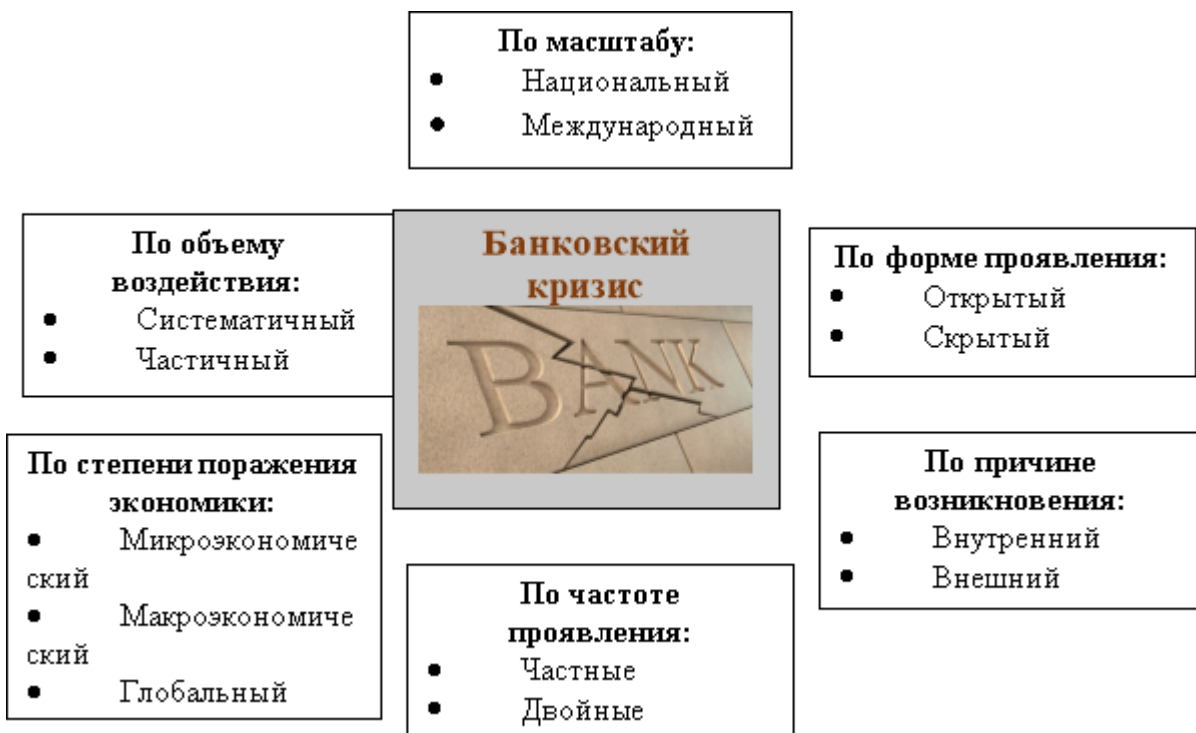 По масштабу:
● Национальный
● Международный
По объему
воздействия:
● Систематичный
● Частичный
Банковский
кризис
BANK
По форме проявления:
● Открытый
● Скрытый
По степени поражения
экономики:
● Микроэкономиче
ский
● Макроэкономиче
ский
● Глобальный
По причине
возникновения:
● Внутренний
● Внешний
По частоте
проявления:
● Частные
● Двойные